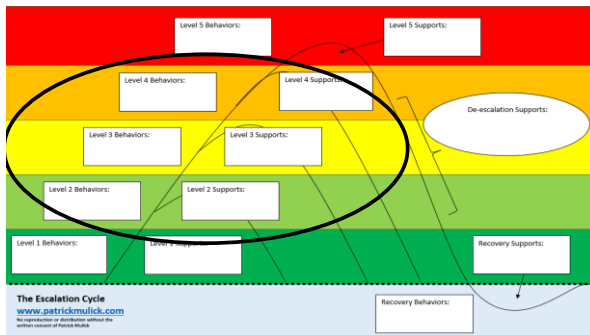 Level 5 Behaviors:
Level 5 Supports:
Level 4 Behaviors:
Level 4 Supports:
De-escalation Supports:
Level 3 Behaviors:
Level 3 Supports:
Level 2 Behaviors:
Level 2 Supports:
Level 1 Behaviors:
Level 1 Supports:
Recovery Supports:
The Escalation Cycle
www.patrickmulick.com
No reproduction or distribution without the
written consent of Patrick Mulick
Recovery Behaviors: